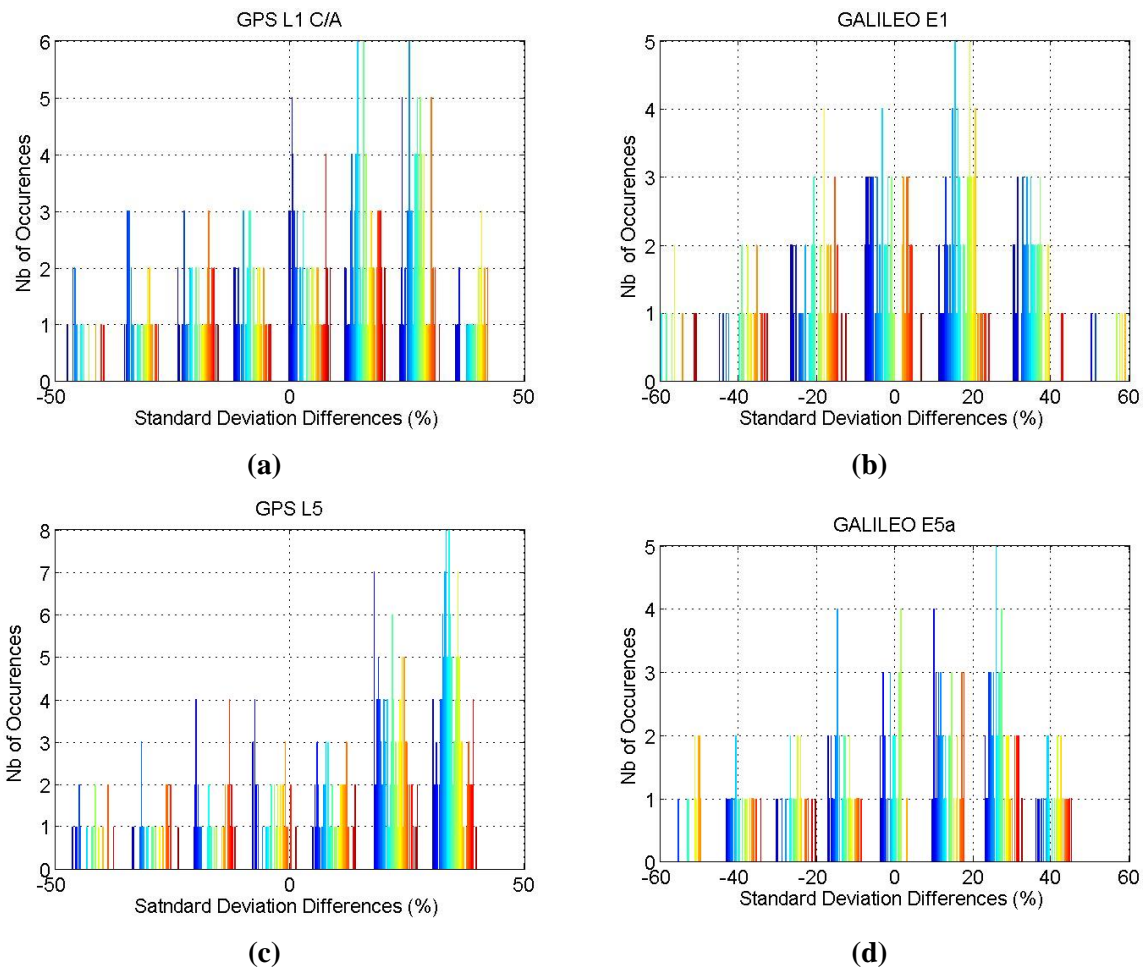 GPS L1 C/A
6
5
4
3
2
1
0
Nb of Occurences
-50 0 50
Standard Deviation Differences (%)
(a)
GALILEO E1
5
4
3
2
1
0
Nb of Occurences
-60 -40 -20 0 20 40 60
Standard Deviation Differences (%)
(b)
GPS L5
8
7
6
5
4
3
2
1
0
Nb of Occurences
-50 0 50
Satndard Deviation Differences (%)
(c)
GALILEO E5a
5
4
3
2
1
0
Nb of Occurences
-60 -40 -20 0 20 40 60
Standard Deviation Differences (%)
(d)